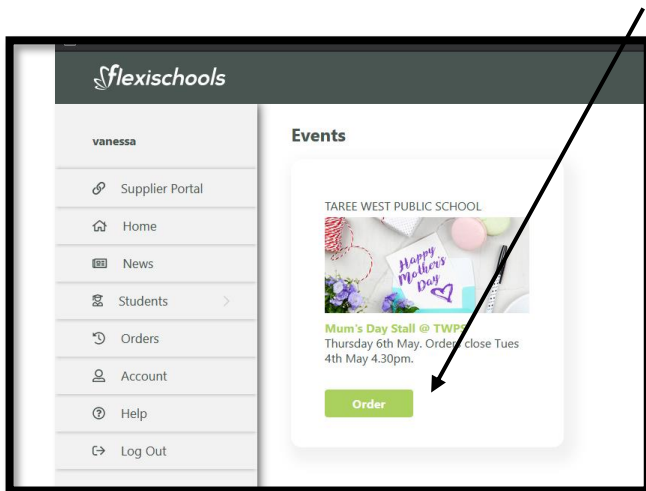 flexischools
vanessa
Supplier Portal
Home
News
Students
Orders
Account
Help
Log Out
Events
TAREE WEST PUBLIC SCHOOL
Happy
Mother's
Day
Mum's Day Stall @ TWPS
Thursday 6th May. Orders close Tues
4th May 4.30pm.
Order